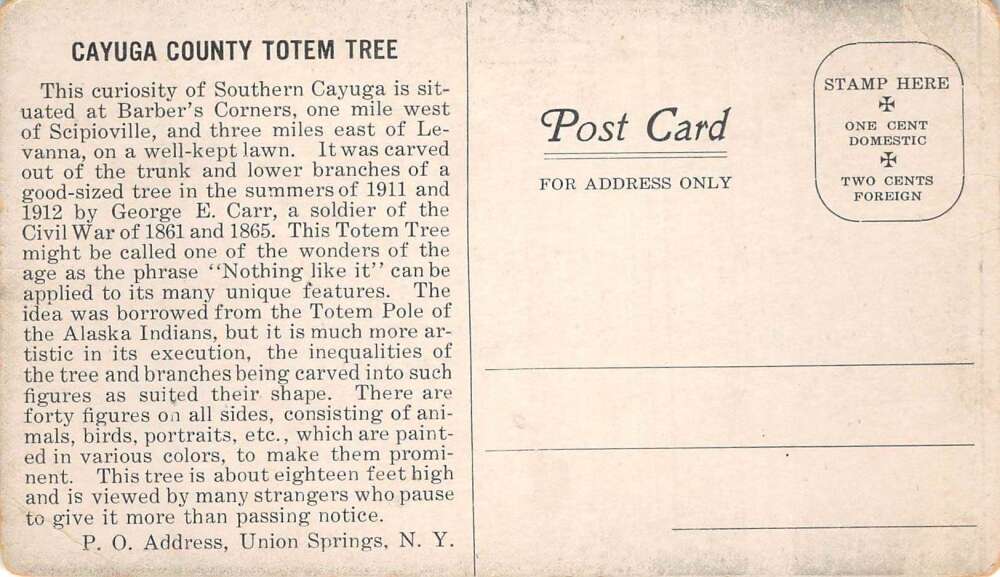 CAYUGA COUNTY TOTEM TREE
This curiosity of Southern Cayuga is sit-
uated at Barber's Corners, one mile west
of Scipioville, and three miles east of Le-
vanna, on a well-kept lawn. It was carved
out of the trunk and lower branches of a
good-sized tree in the summers of 1911 and
1912 by George E. Carr, a soldier of the
Civil War of 1861 and 1865. This Totem Tree
might be called one of the wonders of the
age as the phrase "Nothing like it" can be
applied to its many unique features. The
idea was borrowed from the Totem Pole of
the Alaska Indians, but it is much more ar-
tistic in its execution, the inequalities of
the tree and branches being carved into such
figures as suited their shape. There are
forty figures on all sides, consisting of ani-
mals, birds, portraits, etc., which are paint-
ed in various colors, to make them promi-
nent. This tree is about eighteen feet high
and is viewed by many strangers who pause
to give it more than passing notice.
P. O. Address, Union Springs, N. Y.
Post Card
FOR ADDRESS ONLY
STAMP HERE
ONE CENT
DOMESTIC
TWO CENTS
FOREIGN